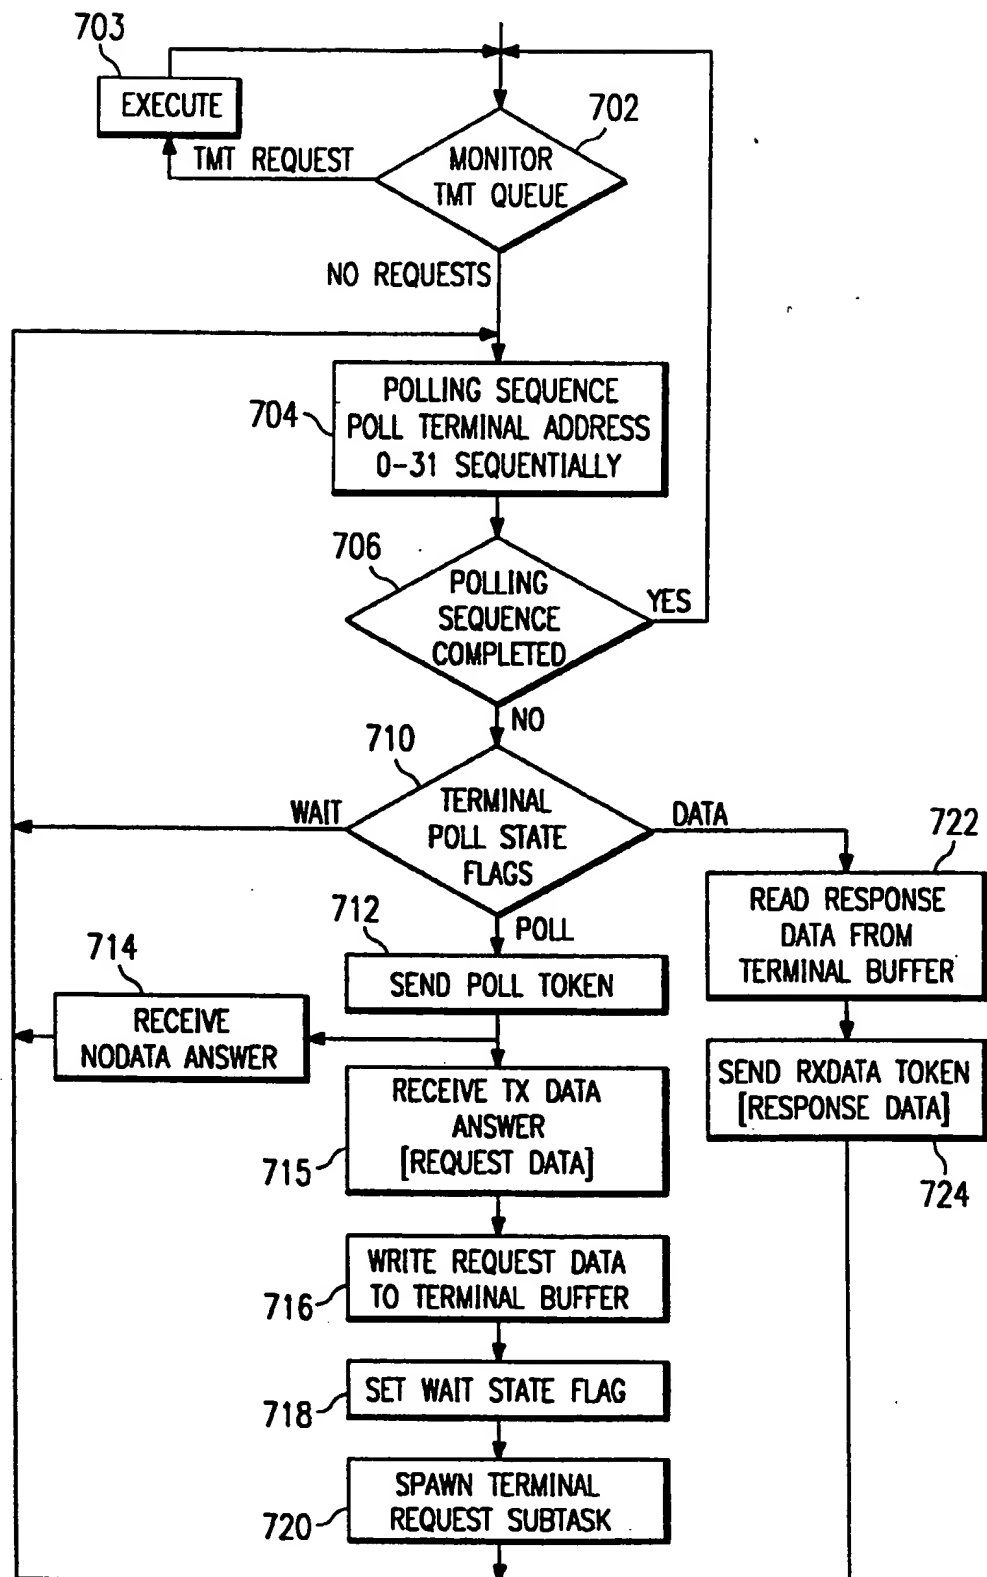 703
EXECUTE
702
MONITOR
TMT QUEUE
TMT REQUEST
NO REQUESTS
704
POLLING SEQUENCE
POLL TERMINAL ADDRESS
0-31 SEQUENTIALLY
706
POLLING
SEQUENCE
COMPLETED
YES
NO
710
TERMINAL
POLL STATE
FLAGS
WAIT
DATA
POLL
722
READ RESPONSE
DATA FROM
TERMINAL BUFFER
712
SEND POLL TOKEN
714
RECEIVE
NODATA ANSWER
SEND RXDATA TOKEN
[RESPONSE DATA]
724
RECEIVE TX DATA
ANSWER
[REQUEST DATA]
715
WRITE REQUEST DATA
TO TERMINAL BUFFER
716
SET WAIT STATE FLAG
718
SPAWN TERMINAL
REQUEST SUBTASK
720